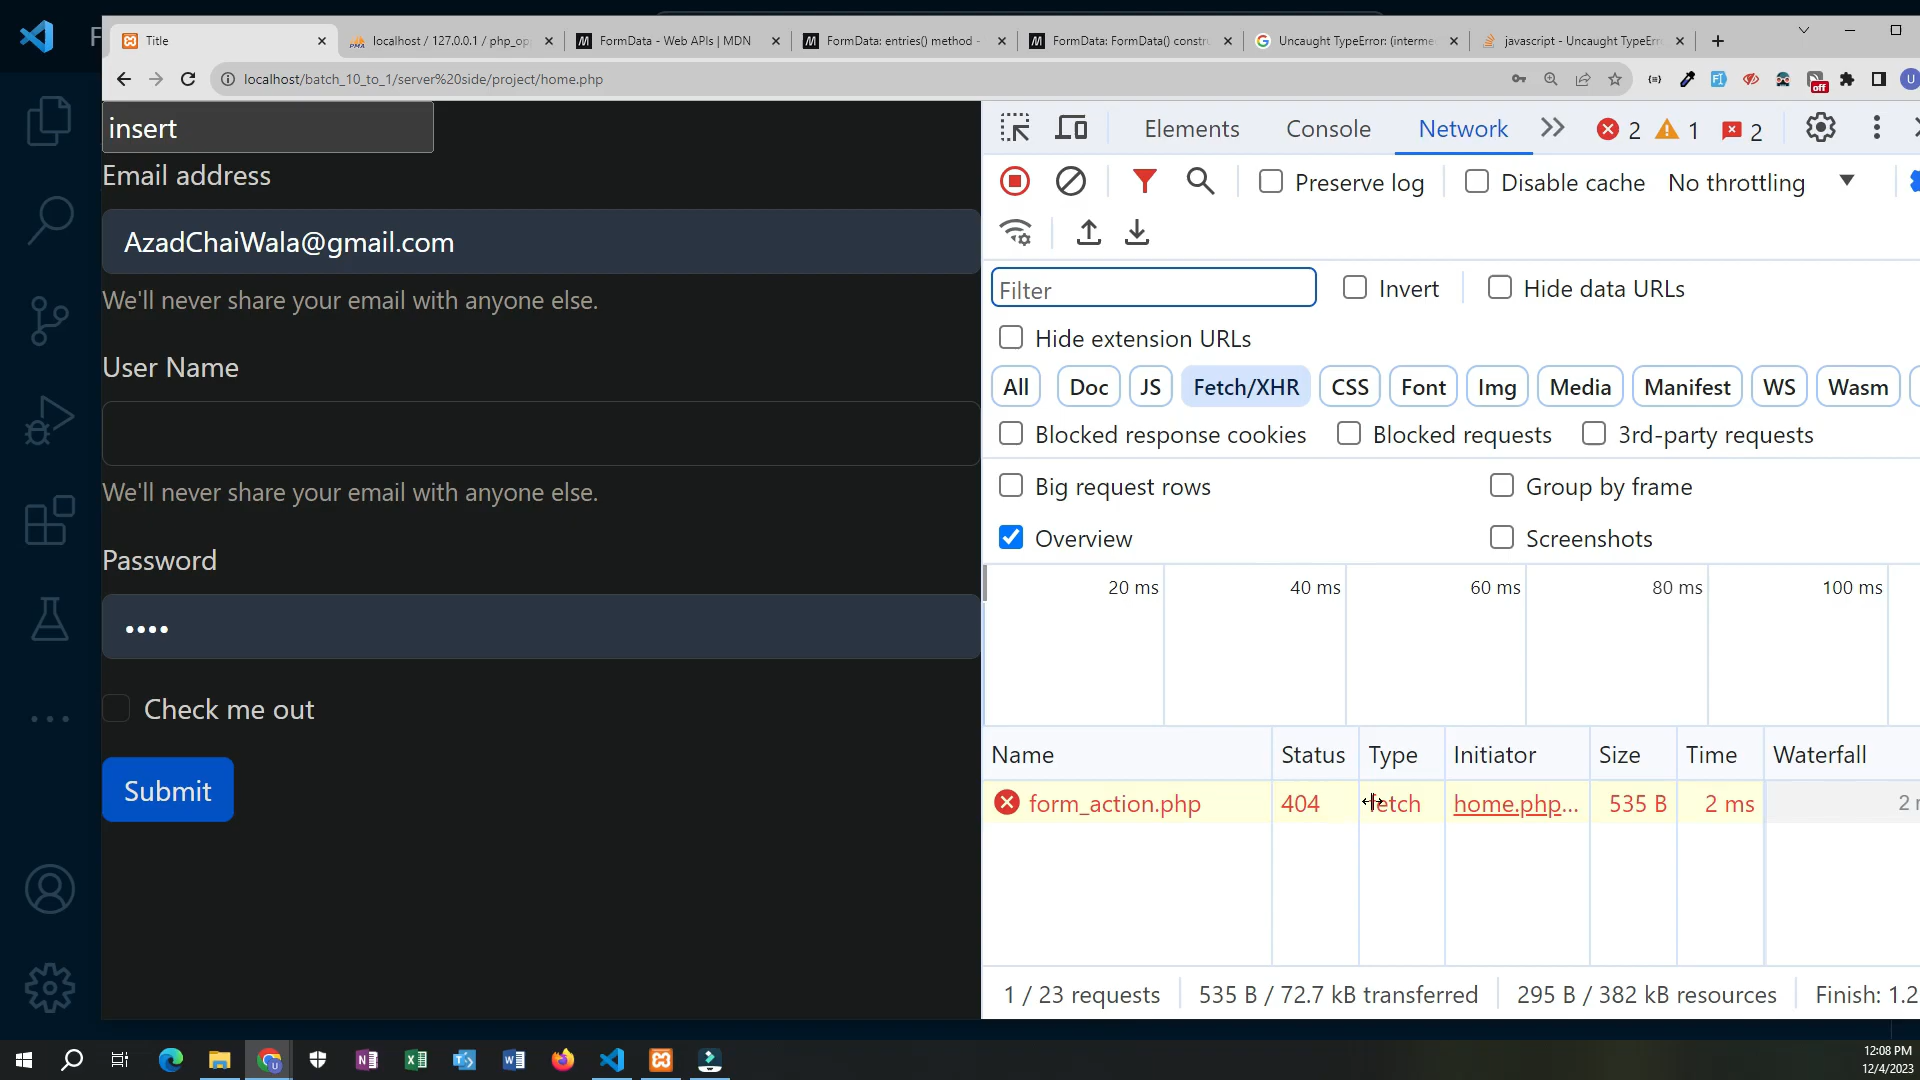 F
Title
localhost / 127.0.0.1 / php_op
FormData - Web APIs | MDN
FormData: entries() method -
FormData: FormData() constru
Uncaught TypeError: (interme
javascript - Uncaught TypeErr
localhost/batch_10_to_1/server%20side/project/home.php
off
U
insert
Email address
AzadChaiWala@gmail.com
We'll never share your email with anyone else.
User Name
We'll never share your email with anyone else.
Password
Check me out
Submit
Elements Console Network 2 1 2
Preserve log Disable cache No throttling
Filter Invert Hide data URLs
Hide extension URLs
All Doc JS Fetch/XHR CSS Font Img Media Manifest WS Wasm
Blocked response cookies Blocked requests 3rd-party requests
Big request rows Group by frame
Overview Screenshots
20 ms 40 ms 60 ms 80 ms 100 ms
Name Status Type Initiator Size Time Waterfall
form_action.php 404 fetch home.php... 535 B 2 ms 2
1 / 23 requests 535 B / 72.7 kB transferred 295 B / 382 kB resources Finish: 1.2
12:08 PM
12/4/2023